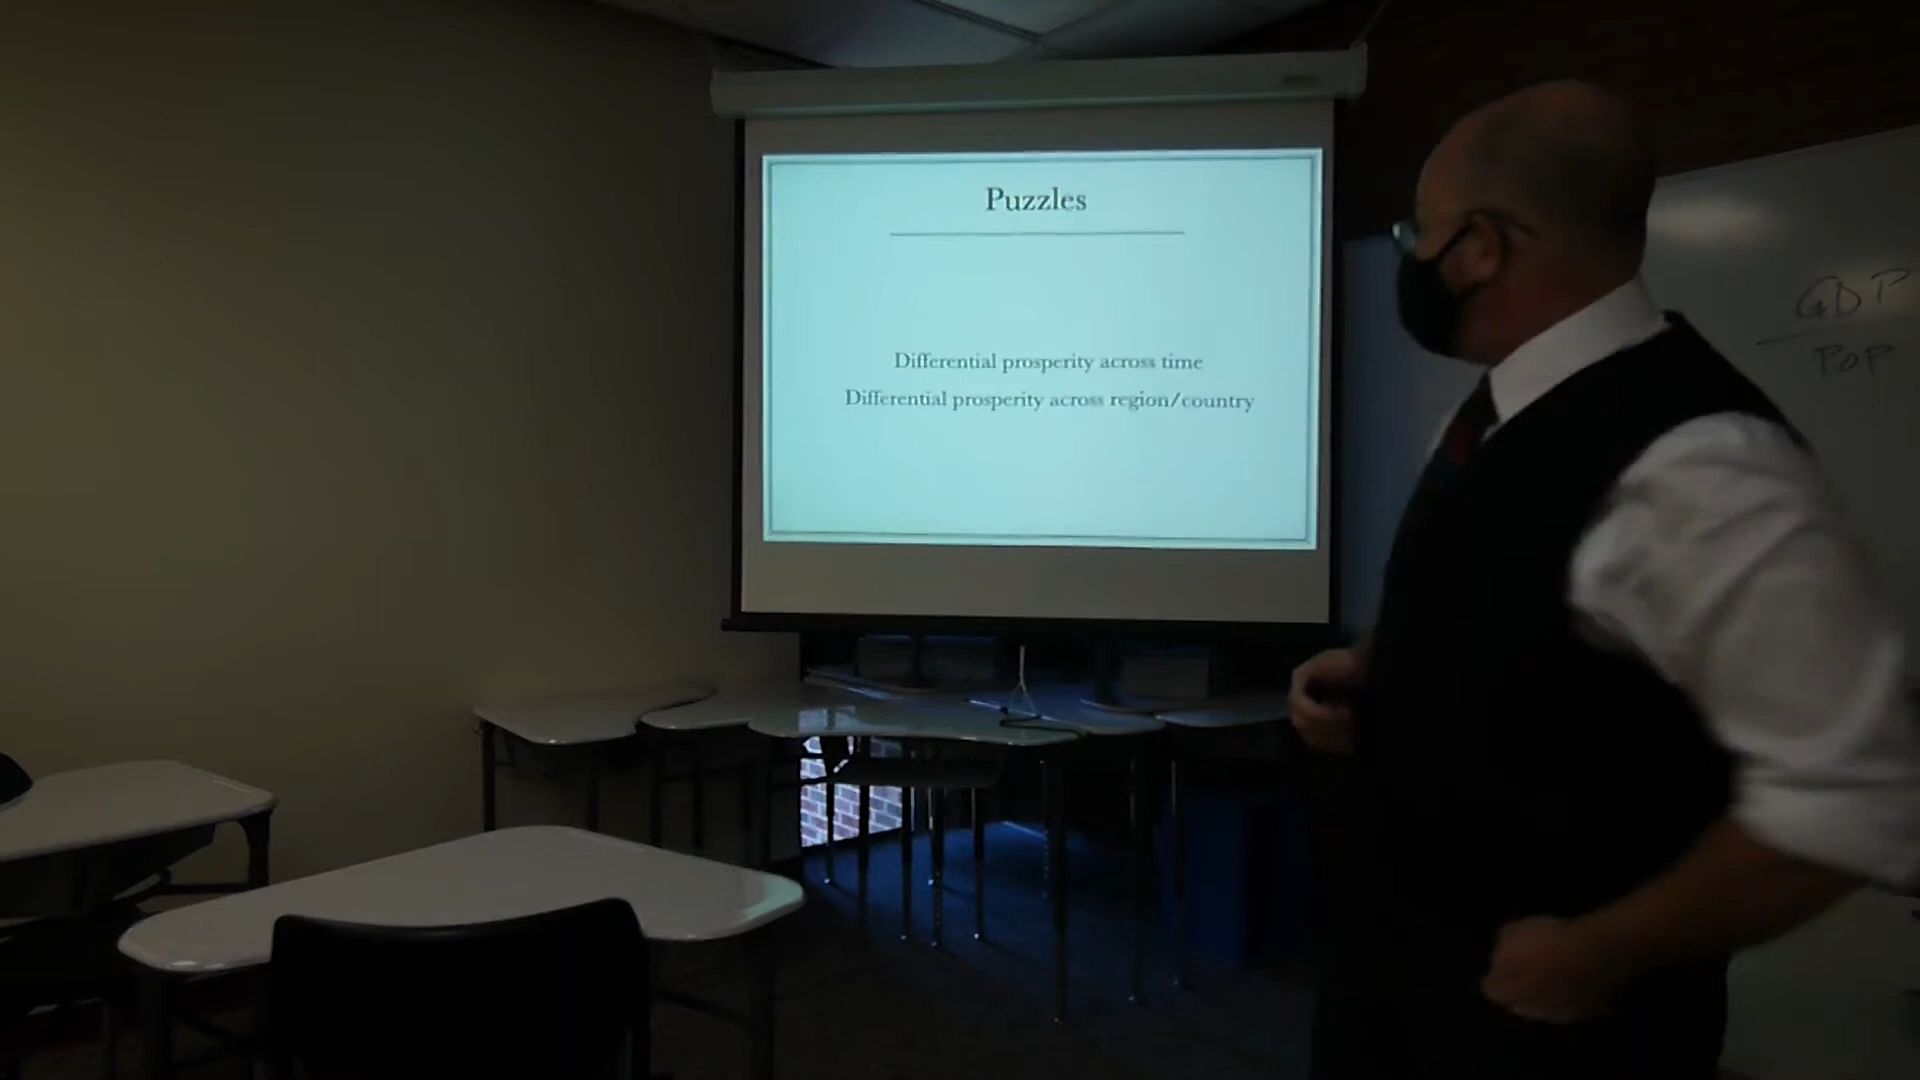 Puzzles
Differential prosperity across time
Differential prosperity across region/country
GDP
POP